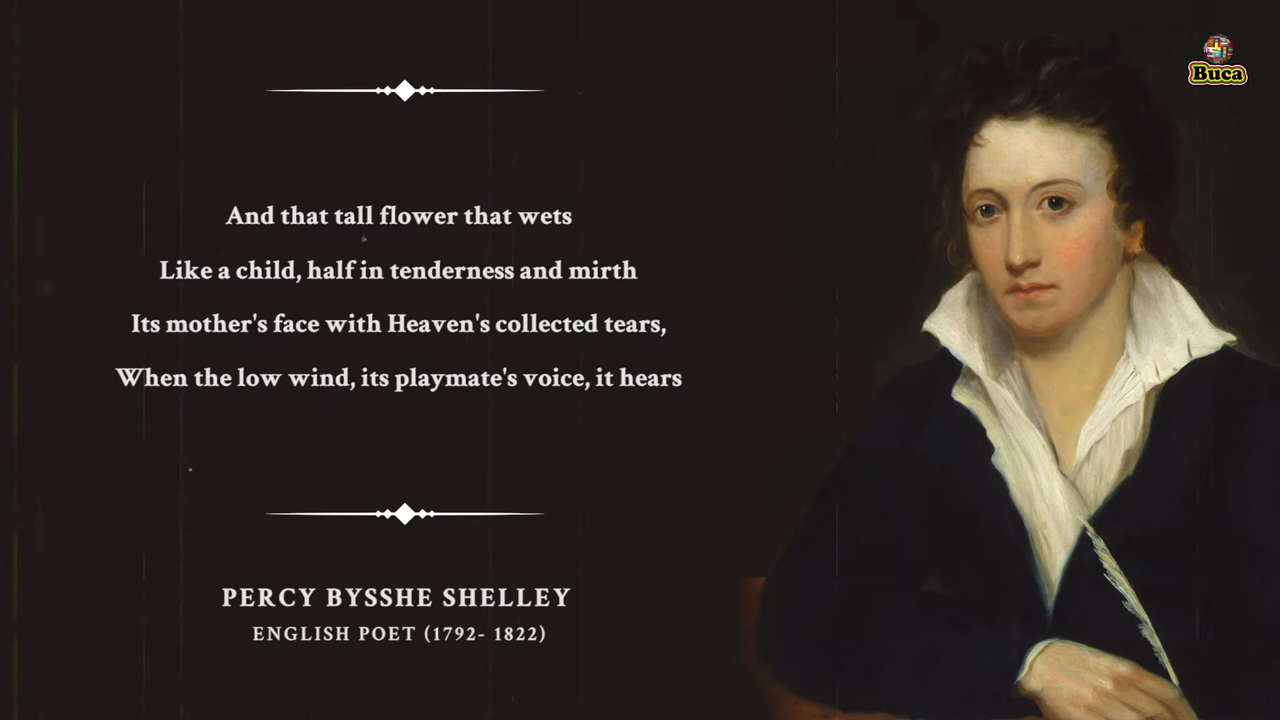 Buca
And that tall flower that wets
Like a child, half in tenderness and mirth
Its mother's face with Heaven's collected tears,
When the low wind, its playmate's voice, it hears
PERCY BYSSHE SHELLEY
ENGLISH POET (1792- 1822)